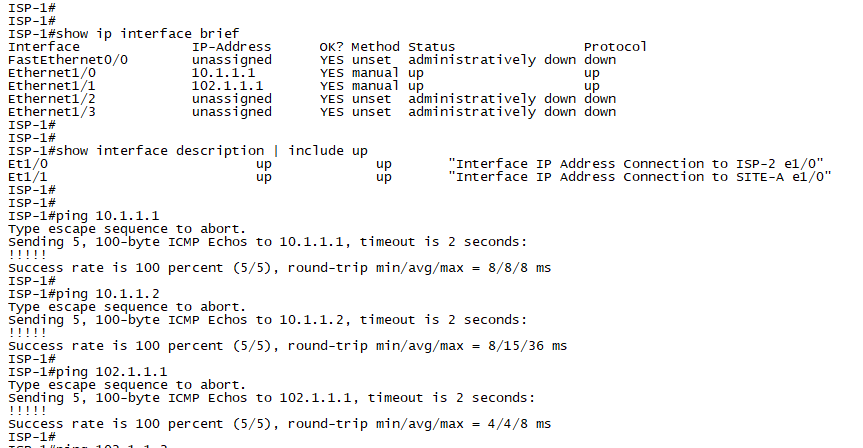 ISP-1#
ISP-1#
ISP-1#show ip interface brief
Interface IP-Address OK? Method Status Protocol
FastEthernet0/0 unassigned YES unset administratively down down
Ethernet1/0 10.1.1.1 YES manual up up
Ethernet1/1 102.1.1.1 YES manual up up
Ethernet1/2 unassigned YES unset administratively down down
Ethernet1/3 unassigned YES unset administratively down down
ISP-1#
ISP-1#
ISP-1#show interface description | include up
Et1/0 up up "Interface IP Address Connection to ISP-2 e1/0"
Et1/1 up up "Interface IP Address Connection to SITE-A e1/0"
ISP-1#
ISP-1#
ISP-1#ping 10.1.1.1
Type escape sequence to abort.
Sending 5, 100-byte ICMP Echos to 10.1.1.1, timeout is 2 seconds:
!!!!!
Success rate is 100 percent (5/5), round-trip min/avg/max = 8/8/8 ms
ISP-1#
ISP-1#ping 10.1.1.2
Type escape sequence to abort.
Sending 5, 100-byte ICMP Echos to 10.1.1.2, timeout is 2 seconds:
!!!!!
Success rate is 100 percent (5/5), round-trip min/avg/max = 8/15/36 ms
ISP-1#
ISP-1#ping 102.1.1.1
Type escape sequence to abort.
Sending 5, 100-byte ICMP Echos to 102.1.1.1, timeout is 2 seconds:
!!!!!
Success rate is 100 percent (5/5), round-trip min/avg/max = 4/4/8 ms
ISP-1#